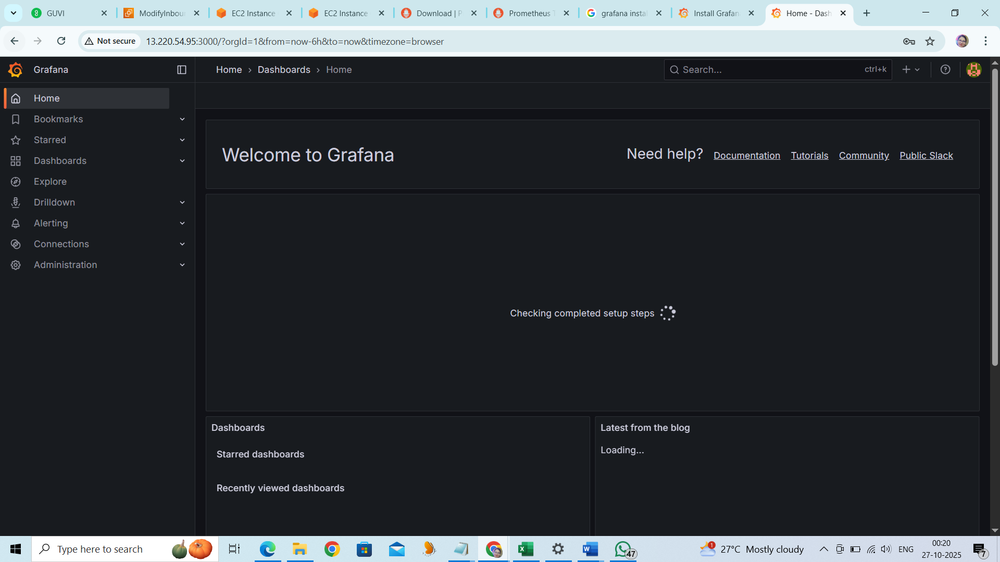 GUVI
ModifyInbour
EC2 Instance
EC2 Instance
Download | P
Prometheus T
grafana instal
Install Grafan
Home - Dash
Not secure
13.220.54.95:3000/?orgId=1&from=now-6h&to=now&timezone=browser
Grafana
Home › Dashboards › Home
Search...
ctrl+k
Home
Bookmarks
Starred
Dashboards
Explore
Drilldown
Alerting
Connections
Administration
Welcome to Grafana
Need help? Documentation Tutorials Community Public Slack
Checking completed setup steps
Dashboards
Starred dashboards
Recently viewed dashboards
Latest from the blog
Loading...
Type here to search
47
1
27°C Mostly cloudy
ENG
00:20
27-10-2025
7